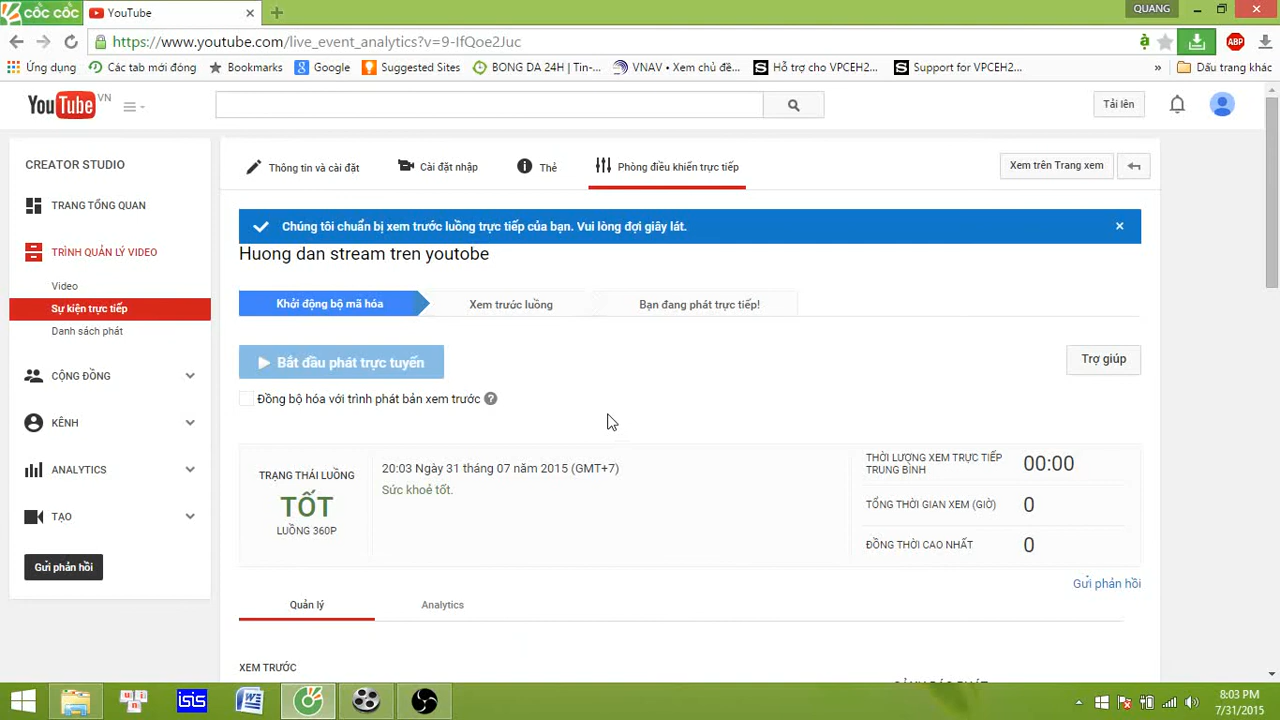 cốc cốc
YouTube
QUANG
https://www.youtube.com/live_event_analytics?v=9-IfQoe2Juc
ABP
Ứng dụng
Các tab mới đóng
Bookmarks
Google
Suggested Sites
BONG DA 24H | Tin-...
VNAV • Xem chủ đề...
Hỗ trợ cho VPCEH2...
Support for VPCEH2...
»
Dấu trang khác
YouTube VN
Tải lên
CREATOR STUDIO
TRANG TỔNG QUAN
TRÌNH QUẢN LÝ VIDEO
Video
Sự kiện trực tiếp
Danh sách phát
CỘNG ĐỒNG
KÊNH
ANALYTICS
TẠO
Gửi phản hồi
Thông tin và cài đặt
Cài đặt nhập
Thẻ
Phòng điều khiển trực tiếp
Xem trên Trang xem
Chúng tôi chuẩn bị xem trước luồng trực tiếp của bạn. Vui lòng đợi giây lát.
Huong dan stream tren youtobe
Khởi động bộ mã hóa
Xem trước luồng
Bạn đang phát trực tiếp!
Bắt đầu phát trực tuyến
Trợ giúp
Đồng bộ hóa với trình phát bản xem trước ?
TRẠNG THÁI LUỒNG
TỐT
LUỒNG 360P
20:03 Ngày 31 tháng 07 năm 2015 (GMT+7)
Sức khoẻ tốt.
THỜI LƯỢNG XEM TRỰC TIẾP
TRUNG BÌNH
00:00
TỔNG THỜI GIAN XEM (GIỜ)
0
ĐỒNG THỜI CAO NHẤT
0
Gửi phản hồi
Quản lý
Analytics
XEM TRƯỚC
isis
8:03 PM
7/31/2015